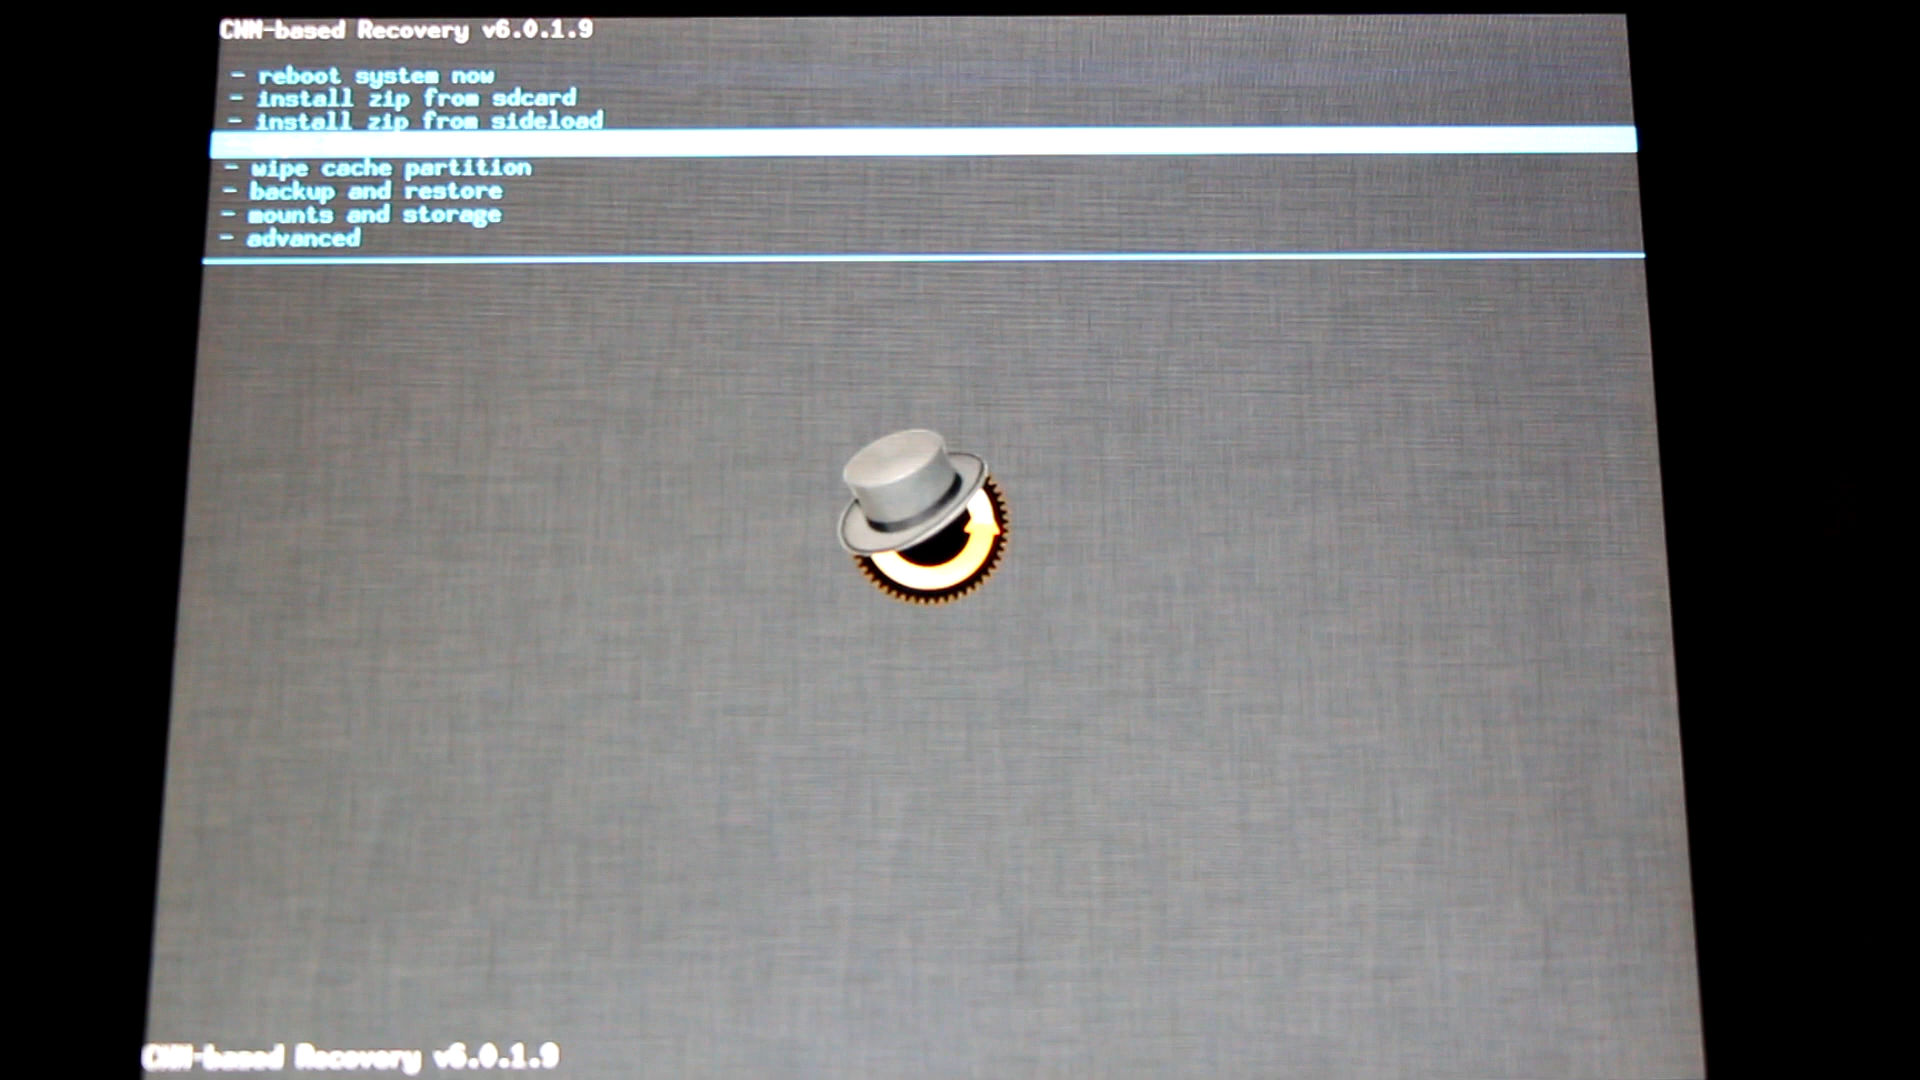 CWM-based Recovery v6.0.1.9
- reboot system now
- install zip from sdcard
- install zip from sideload
- wipe cache partition
- backup and restore
- mounts and storage
- advanced
CWM-based Recovery v6.0.1.9